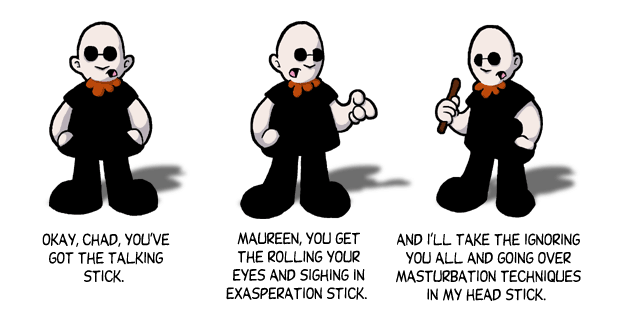 OKAY, CHAD, YOU'VE
GOT THE TALKING
STICK.
MAUREEN, YOU GET
THE ROLLING YOUR
EYES AND SIGHING IN
EXASPERATION STICK.
AND I'LL TAKE THE IGNORING
YOU ALL AND GOING OVER
MASTURBATION TECHNIQUES
IN MY HEAD STICK.